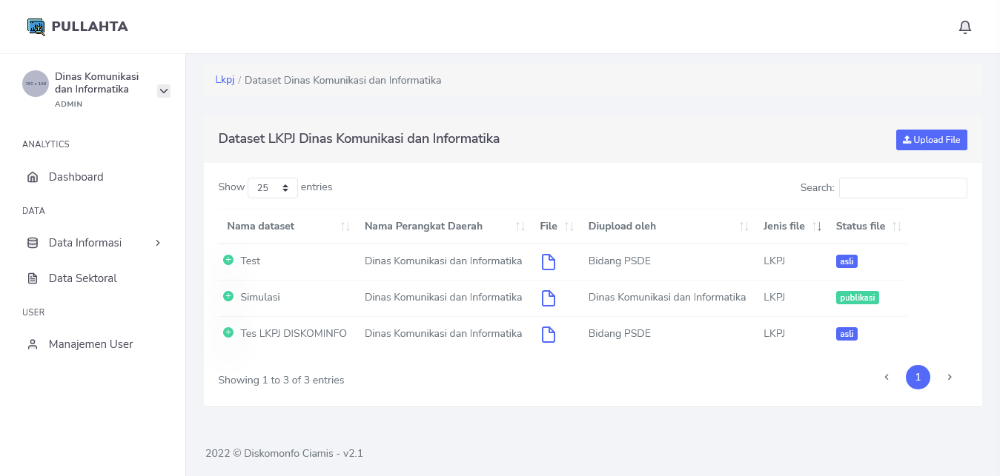 PULLAHTA
150 x 150
Dinas Komunikasi
dan Informatika
ADMIN
ANALYTICS
Dashboard
DATA
Data Informasi
Data Sektoral
USER
Manajemen User
Lkpj / Dataset Dinas Komunikasi dan Informatika
Dataset LKPJ Dinas Komunikasi dan Informatika
Upload File
Show 25 entries
Search:
Nama dataset Nama Perangkat Daerah File Diupload oleh Jenis file Status file
Test Dinas Komunikasi dan Informatika Bidang PSDE LKPJ asli
Simulasi Dinas Komunikasi dan Informatika Dinas Komunikasi dan Informatika LKPJ publikasi
Tes LKPJ DISKOMINFO Dinas Komunikasi dan Informatika Bidang PSDE LKPJ asli
Showing 1 to 3 of 3 entries
1
2022 © Diskomonfo Ciamis - v2.1